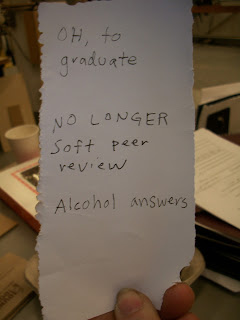 OH, to
graduate
NO LONGER
Soft peer
review
Alcohol answers